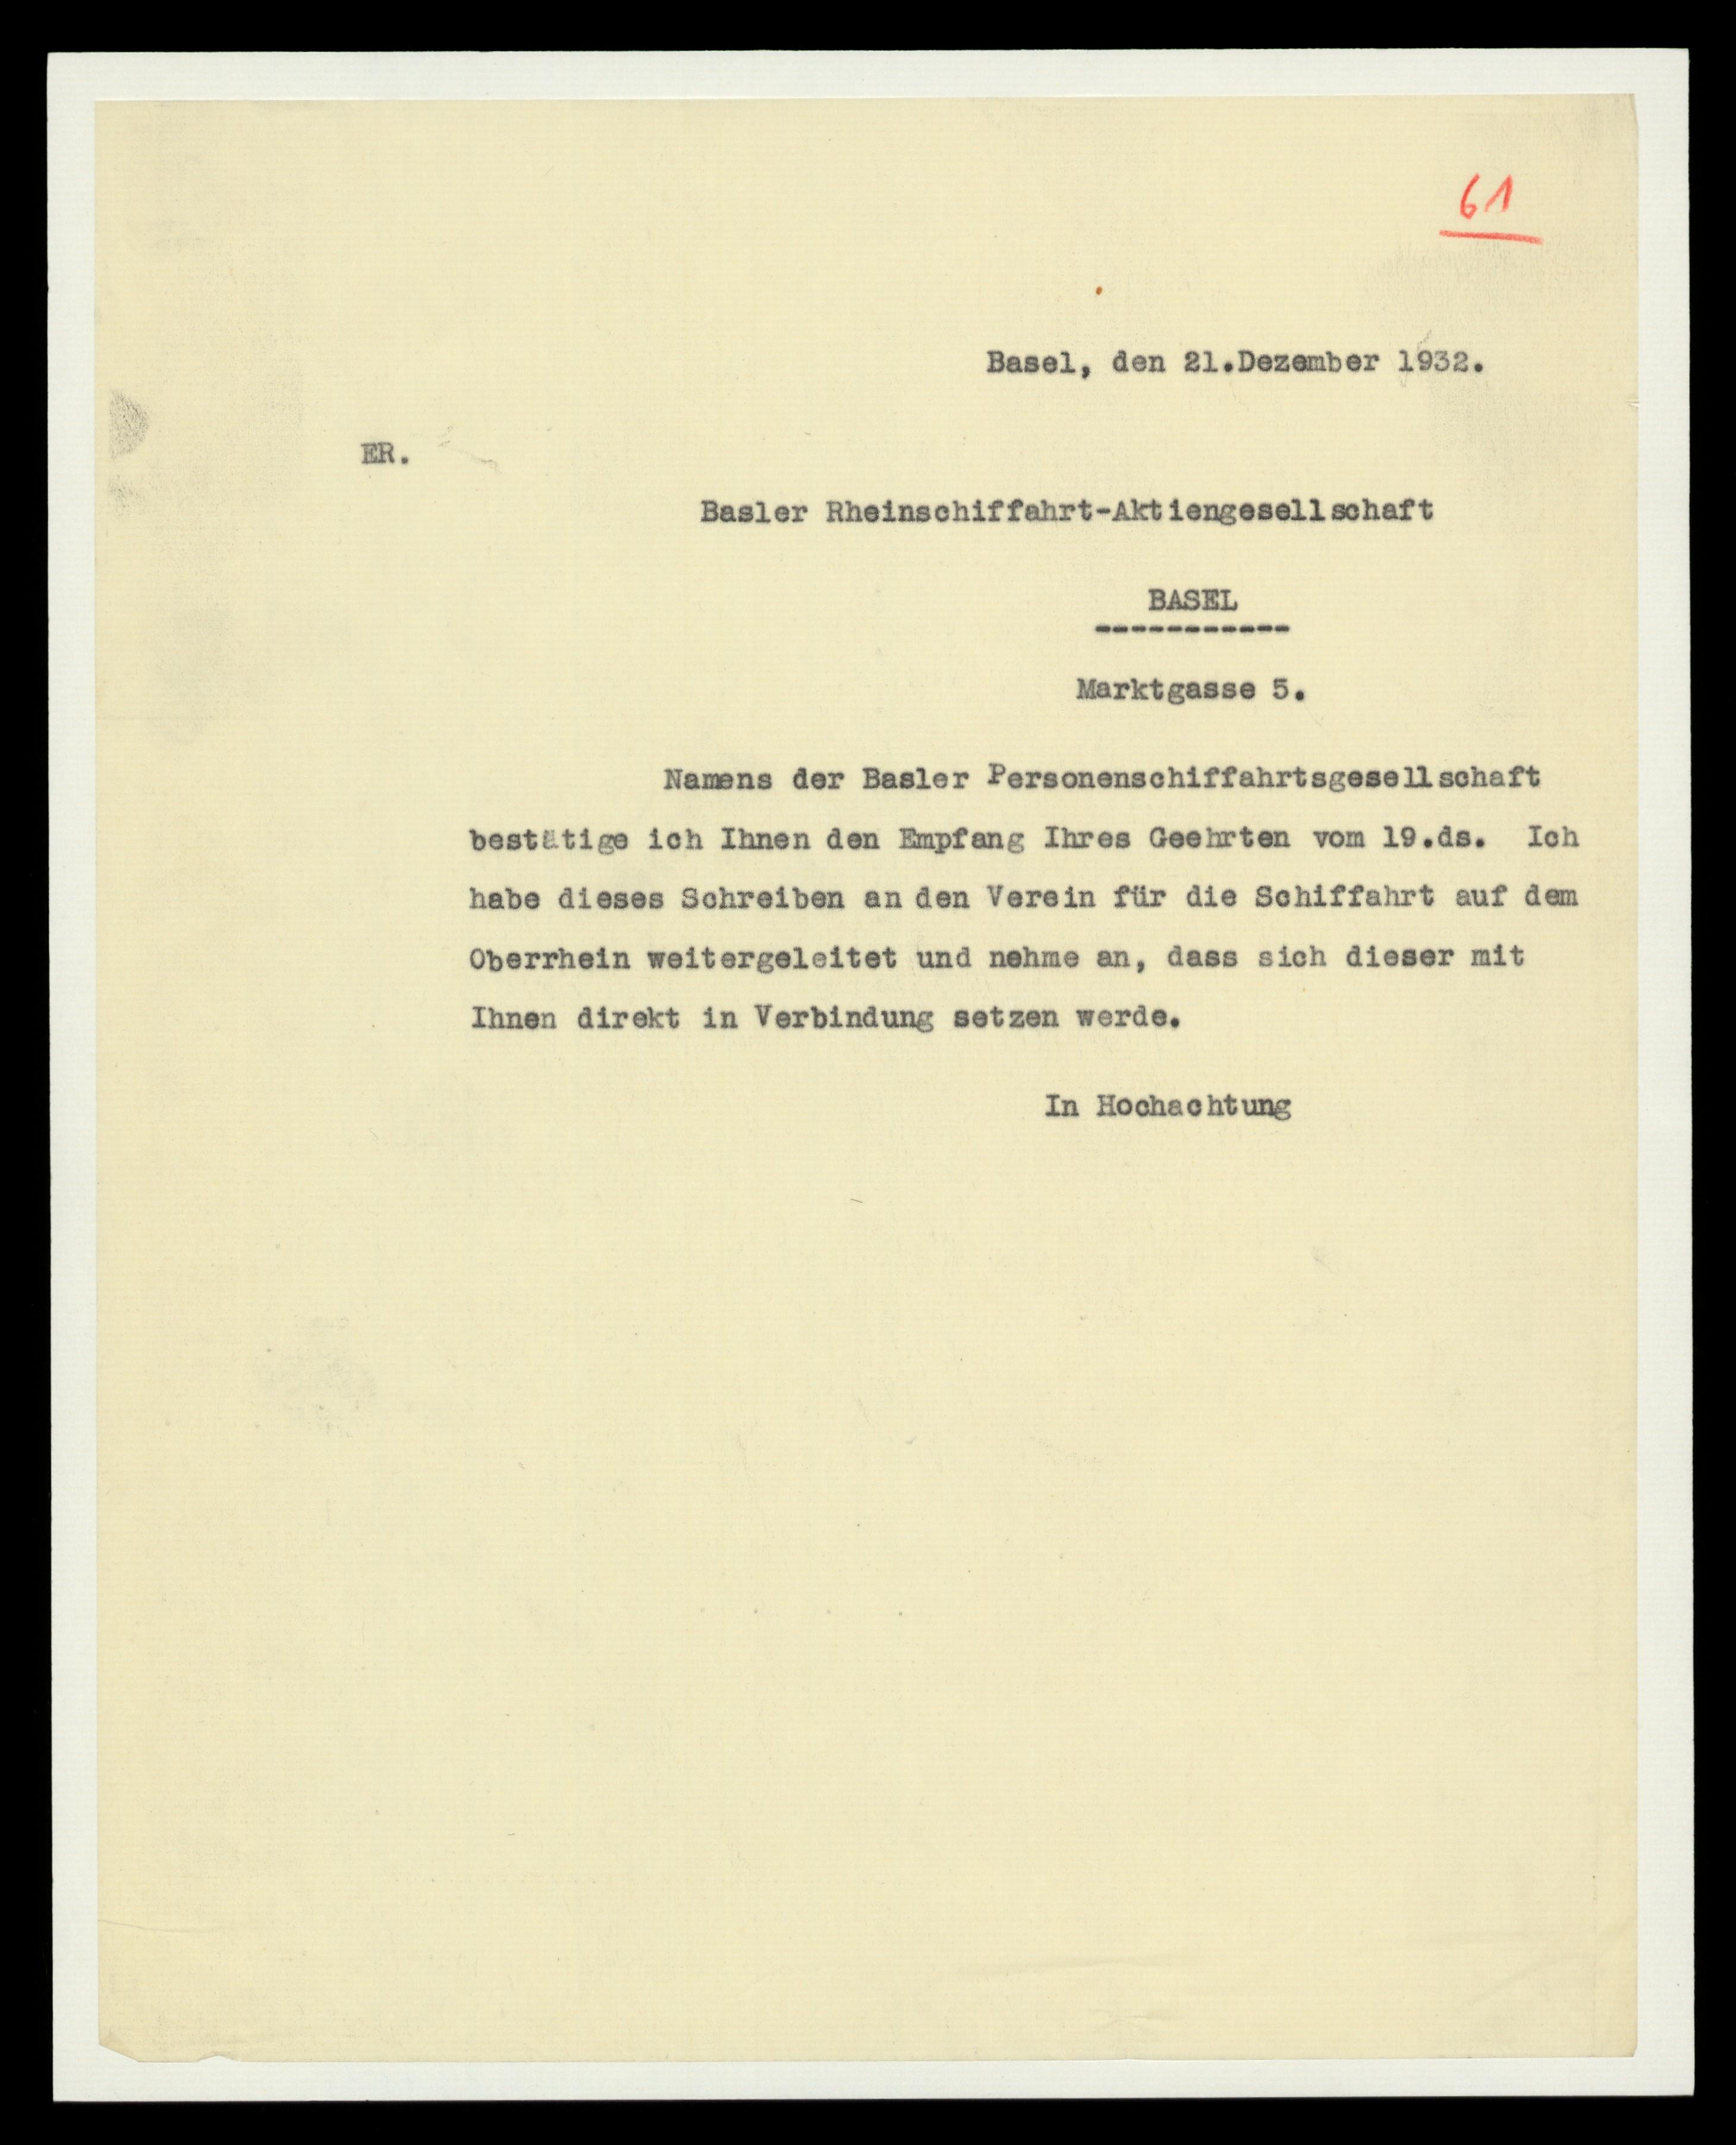 61
Basel, den 21.Dezember 1932.
ER.
Basler Rheinschiffahrt-Aktiengesellschaft
BASEL
-----------
Marktgasse 5.
Namens der Basler Personenschiffahrtsgesellschaft
bestätige ich Ihnen den Empfang Ihres Geehrten vom 19.ds. Ich
habe dieses Schreiben an den Verein für die Schiffahrt auf dem
Oberrhein weitergeleitet und nehme an, dass sich dieser mit
Ihnen direkt in Verbindung setzen werde.
In Hochachtung